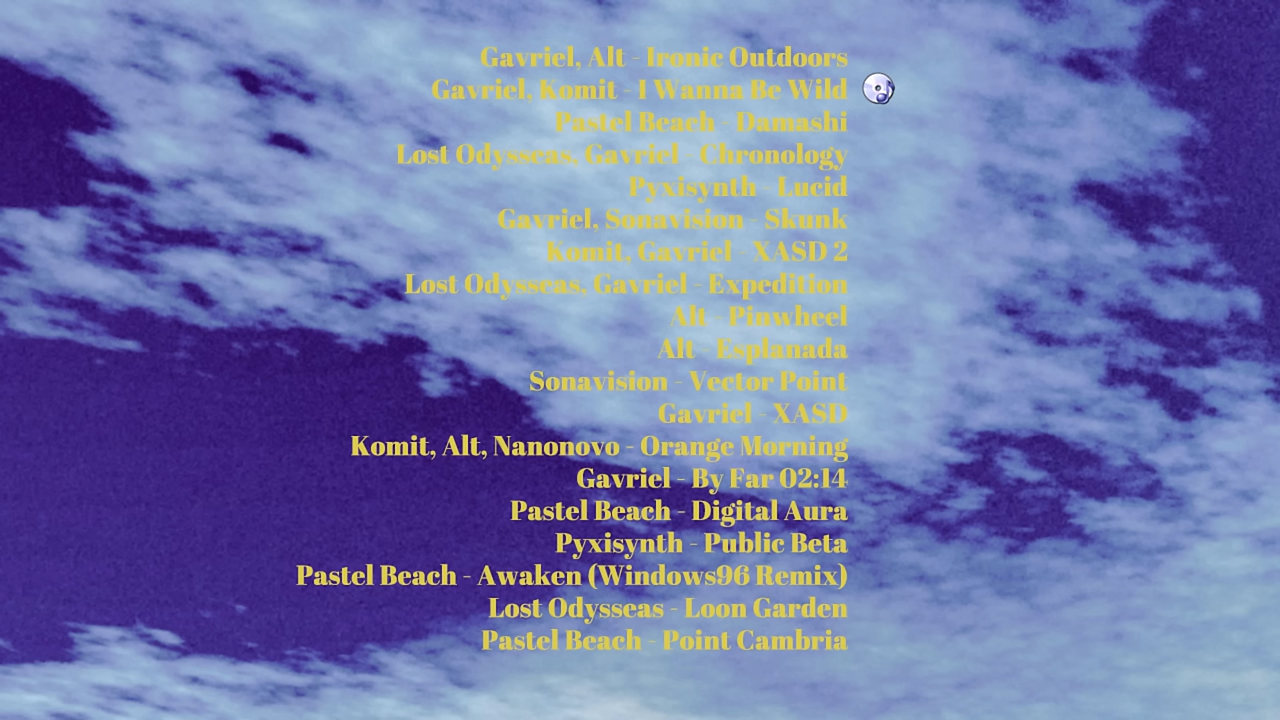 Gavriel, Alt - Ironic Outdoors
Gavriel, Komit - I Wanna Be Wild
Pastel Beach - Damashi
Lost Odysseas, Gavriel - Chronology
Pyxisynth - Lucid
Gavriel, Sonavision - Skunk
Komit, Gavriel - XASD 2
Lost Odysseas, Gavriel - Expedition
Alt - Pinwheel
Alt - Esplanada
Sonavision - Vector Point
Gavriel - XASD
Komit, Alt, Nanonovo - Orange Morning
Gavriel - By Far 02:14
Pastel Beach - Digital Aura
Pyxisynth - Public Beta
Pastel Beach - Awaken (Windows96 Remix)
Lost Odysseas - Loon Garden
Pastel Beach - Point Cambria